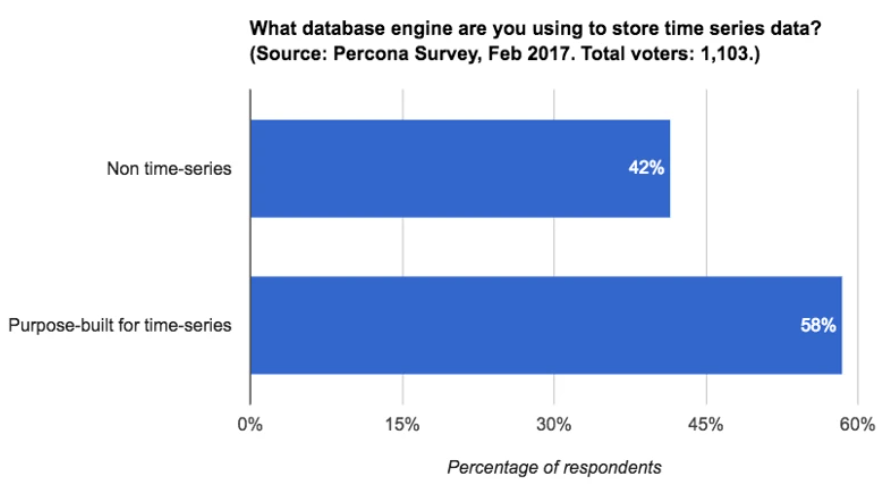 What database engine are you using to store time series data?
(Source: Percona Survey, Feb 2017. Total voters: 1,103.)
Non time-series
42%
Purpose-built for time-series
58%
0%
15%
30%
45%
60%
Percentage of respondents